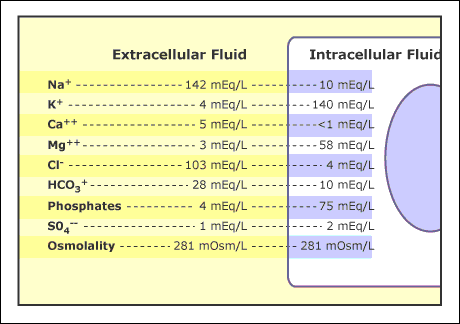 Extracellular Fluid Intracellular Fluid
Na+ 142 mEq/L 10 mEq/L
K+ 4 mEq/L 140 mEq/L
Ca++ 5 mEq/L <1 mEq/L
Mg++ 3 mEq/L 58 mEq/L
Cl- 103 mEq/L 4 mEq/L
HCO3+ 28 mEq/L 10 mEq/L
Phosphates 4 mEq/L 75 mEq/L
S04-- 1 mEq/L 2 mEq/L
Osmolality 281 mOsm/L 281 mOsm/L